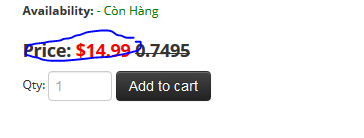 Availability: - Còn Hàng
Price: $14.99 0.7495
Qty: 1 Add to cart